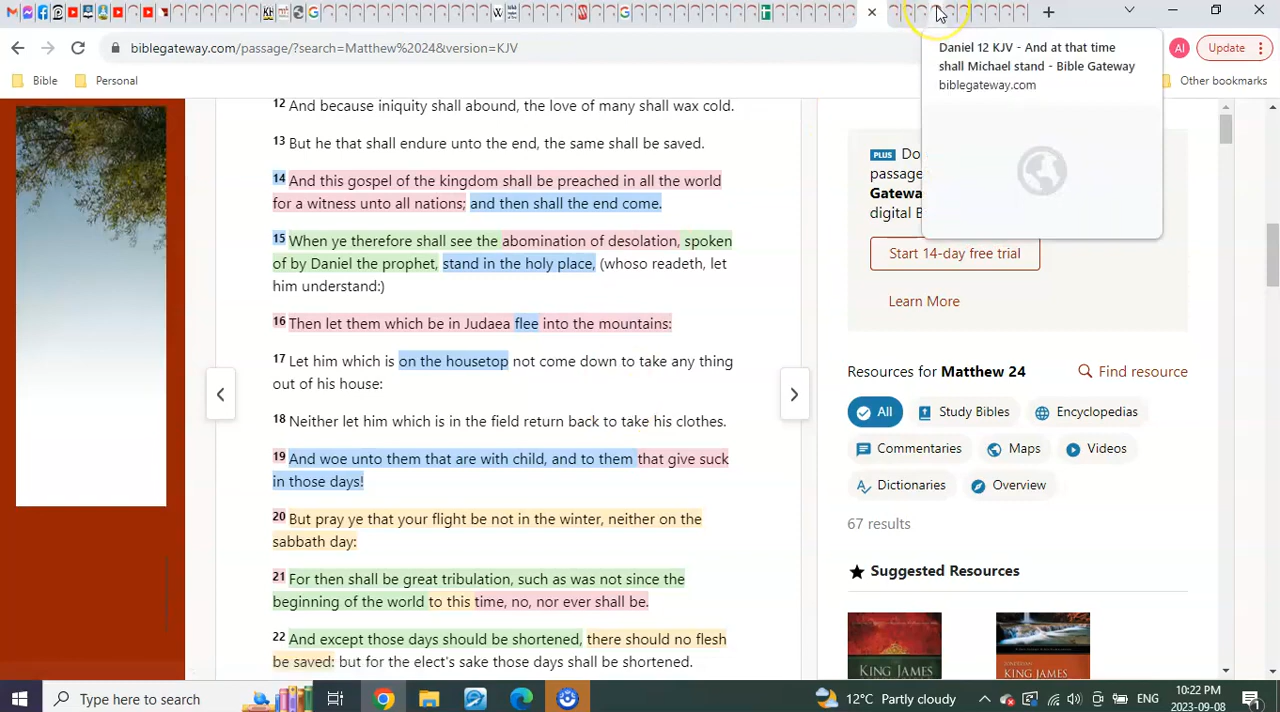 biblegateway.com/passage/?search=Matthew%2024&version=KJV
AI
Update
Bible
Personal
Other bookmarks
Daniel 12 KJV - And at that time
shall Michael stand - Bible Gateway
biblegateway.com
12 And because iniquity shall abound, the love of many shall wax cold.
13 But he that shall endure unto the end, the same shall be saved.
14 And this gospel of the kingdom shall be preached in all the world
for a witness unto all nations; and then shall the end come.
15 When ye therefore shall see the abomination of desolation, spoken
of by Daniel the prophet, stand in the holy place, (whoso readeth, let
him understand:)
16 Then let them which be in Judaea flee into the mountains:
17 Let him which is on the housetop not come down to take any thing
out of his house:
18 Neither let him which is in the field return back to take his clothes.
19 And woe unto them that are with child, and to them that give suck
in those days!
20 But pray ye that your flight be not in the winter, neither on the
sabbath day:
21 For then shall be great tribulation, such as was not since the
beginning of the world to this time, no, nor ever shall be.
22 And except those days should be shortened, there should no flesh
be saved: but for the elect's sake those days shall be shortened.
PLUS Do
passage
Gatew
digital B
Start 14-day free trial
Learn More
Resources for Matthew 24
Find resource
All
Study Bibles
Encyclopedias
Commentaries
Maps
Videos
Dictionaries
Overview
67 results
Suggested Resources
KING JAMES
KING JAMES
Type here to search
12°C Partly cloudy
ENG
10:22 PM
2023-09-08
1